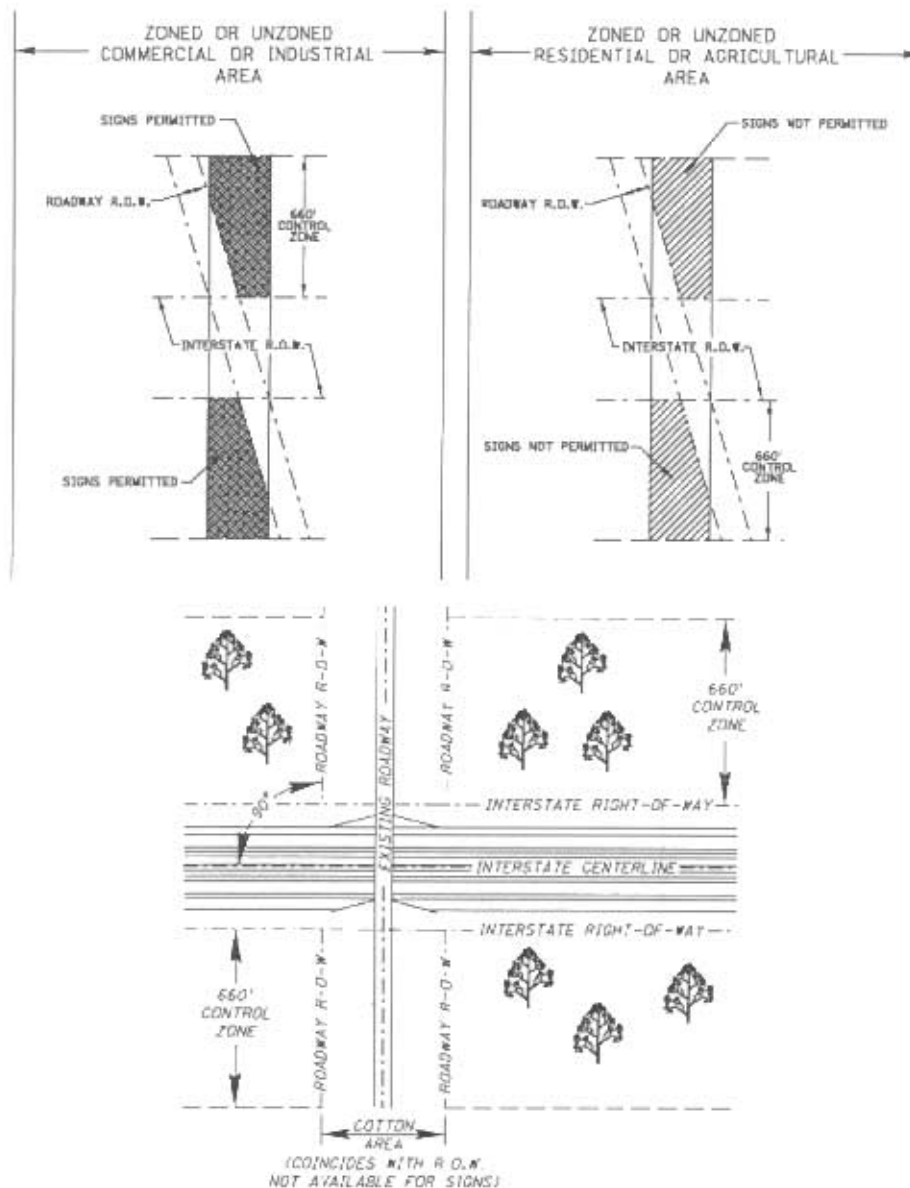 ZONED OR UNZONED
COMMERCIAL OR INDUSTRIAL
AREA
SIGNS PERMITTED
ROADWAY R.O.W.
660'
CONTROL
ZONE
INTERSTATE R.O.W.
SIGNS PERMITTED
ZONED OR UNZONED
RESIDENTIAL OR AGRICULTURAL
AREA
SIGNS NOT PERMITTED
ROADWAY R.O.W.
INTERSTATE R.O.W.
SIGNS NOT PERMITTED
660'
CONTROL
ZONE
ROADWAY R-O-W
EXISTING ROADWAY
ROADWAY R-O-W
660'
CONTROL
ZONE
90°
INTERSTATE RIGHT-OF-WAY
INTERSTATE CENTERLINE
INTERSTATE RIGHT-OF-WAY
660'
CONTROL
ZONE
ROADWAY R-O-W
ROADWAY R-O-W
COTTON
AREA
(COINCIDES WITH R.O.W.
NOT AVAILABLE FOR SIGNS)